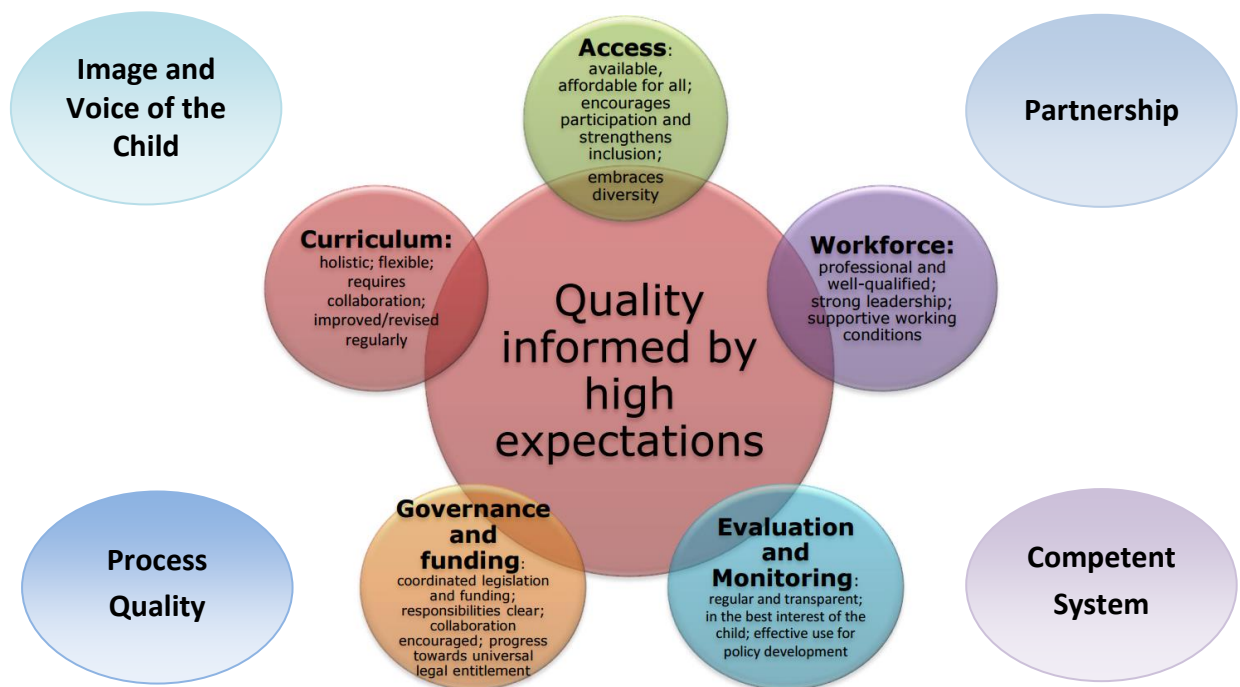 Image and
Voice of the
Child
Access:
available,
affordable for all;
encourages
participation and
strengthens
inclusion;
embraces
diversity
Partnership
Curriculum:
holistic; flexible;
requires
collaboration;
improved/revised
regularly
Quality
informed by
high
expectations
Workforce:
professional and
well-qualified;
strong leadership;
supportive working
conditions
Process
Quality
Governance
and
funding:
coordinated legislation
and funding;
responsibilities clear;
collaboration
encouraged; progress
towards universal
legal entitlement
Evaluation
and
Monitoring:
regular and transparent;
in the best interest of the
child; effective use for
policy development
Competent
System